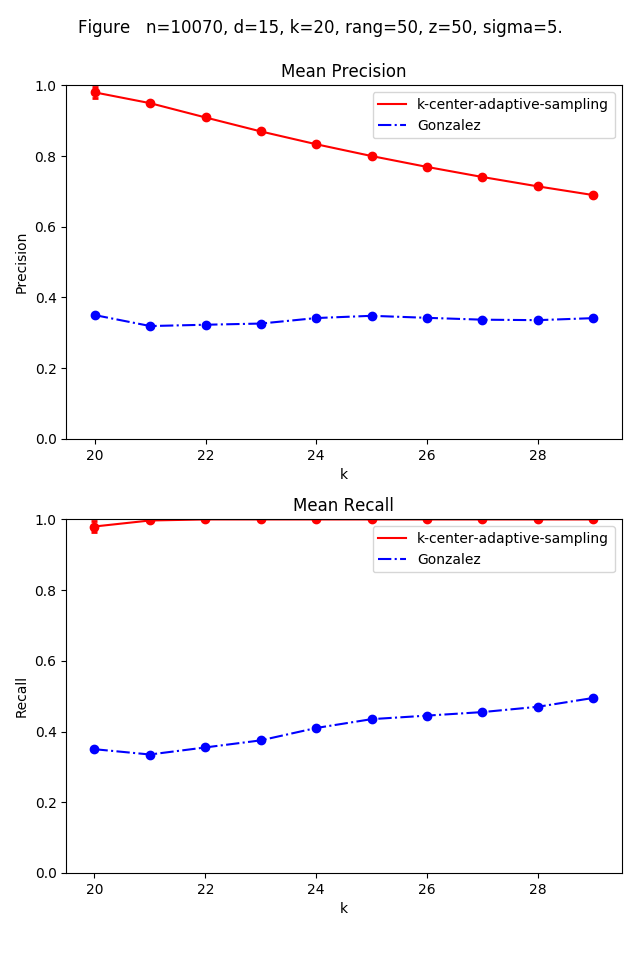 Figure   n=10070, d=15, k=20, rang=50, z=50, sigma=5.
Mean Precision
1.0
0.8
0.6
0.4
0.2
0.0
Precision
k-center-adaptive-sampling
Gonzalez
20 22 24 26 28
k
Mean Recall
1.0
0.8
0.6
0.4
0.2
0.0
Recall
k-center-adaptive-sampling
Gonzalez
20 22 24 26 28
k